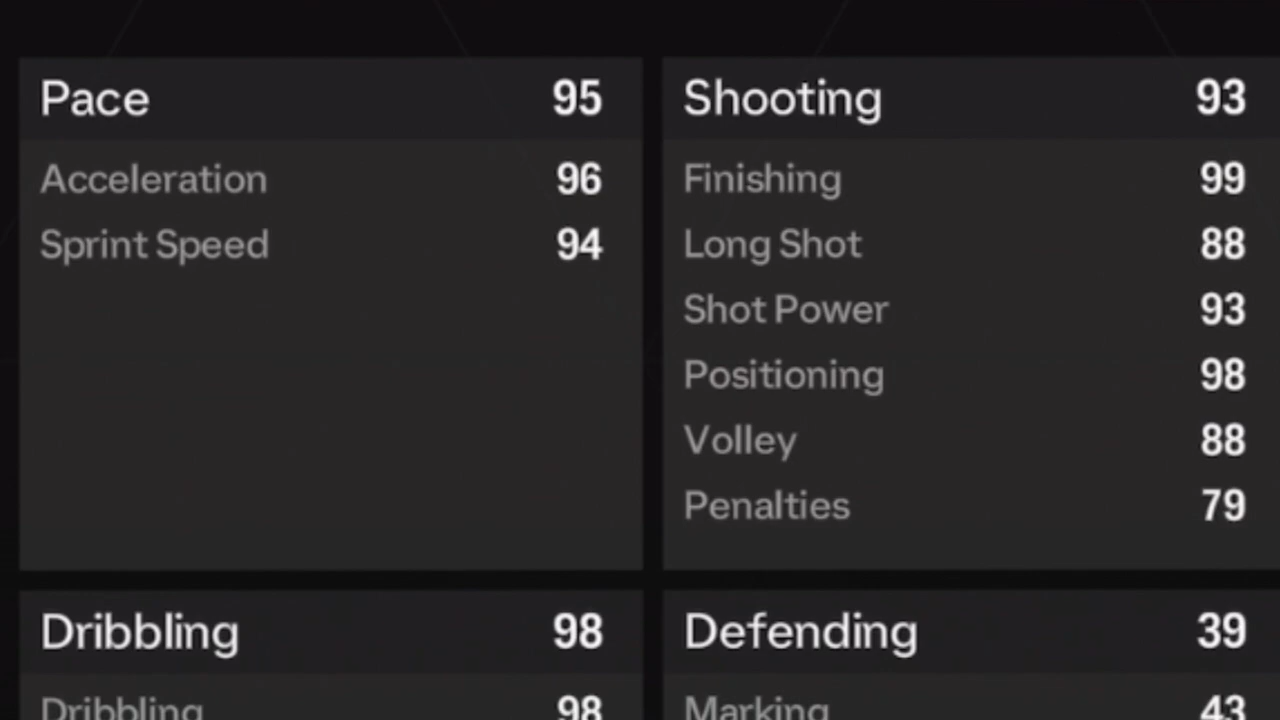 Pace 95
Acceleration 96
Sprint Speed 94
Shooting 93
Finishing 99
Long Shot 88
Shot Power 93
Positioning 98
Volley 88
Penalties 79
Dribbling 98
Dribbling 98
Defending 39
Marking 43